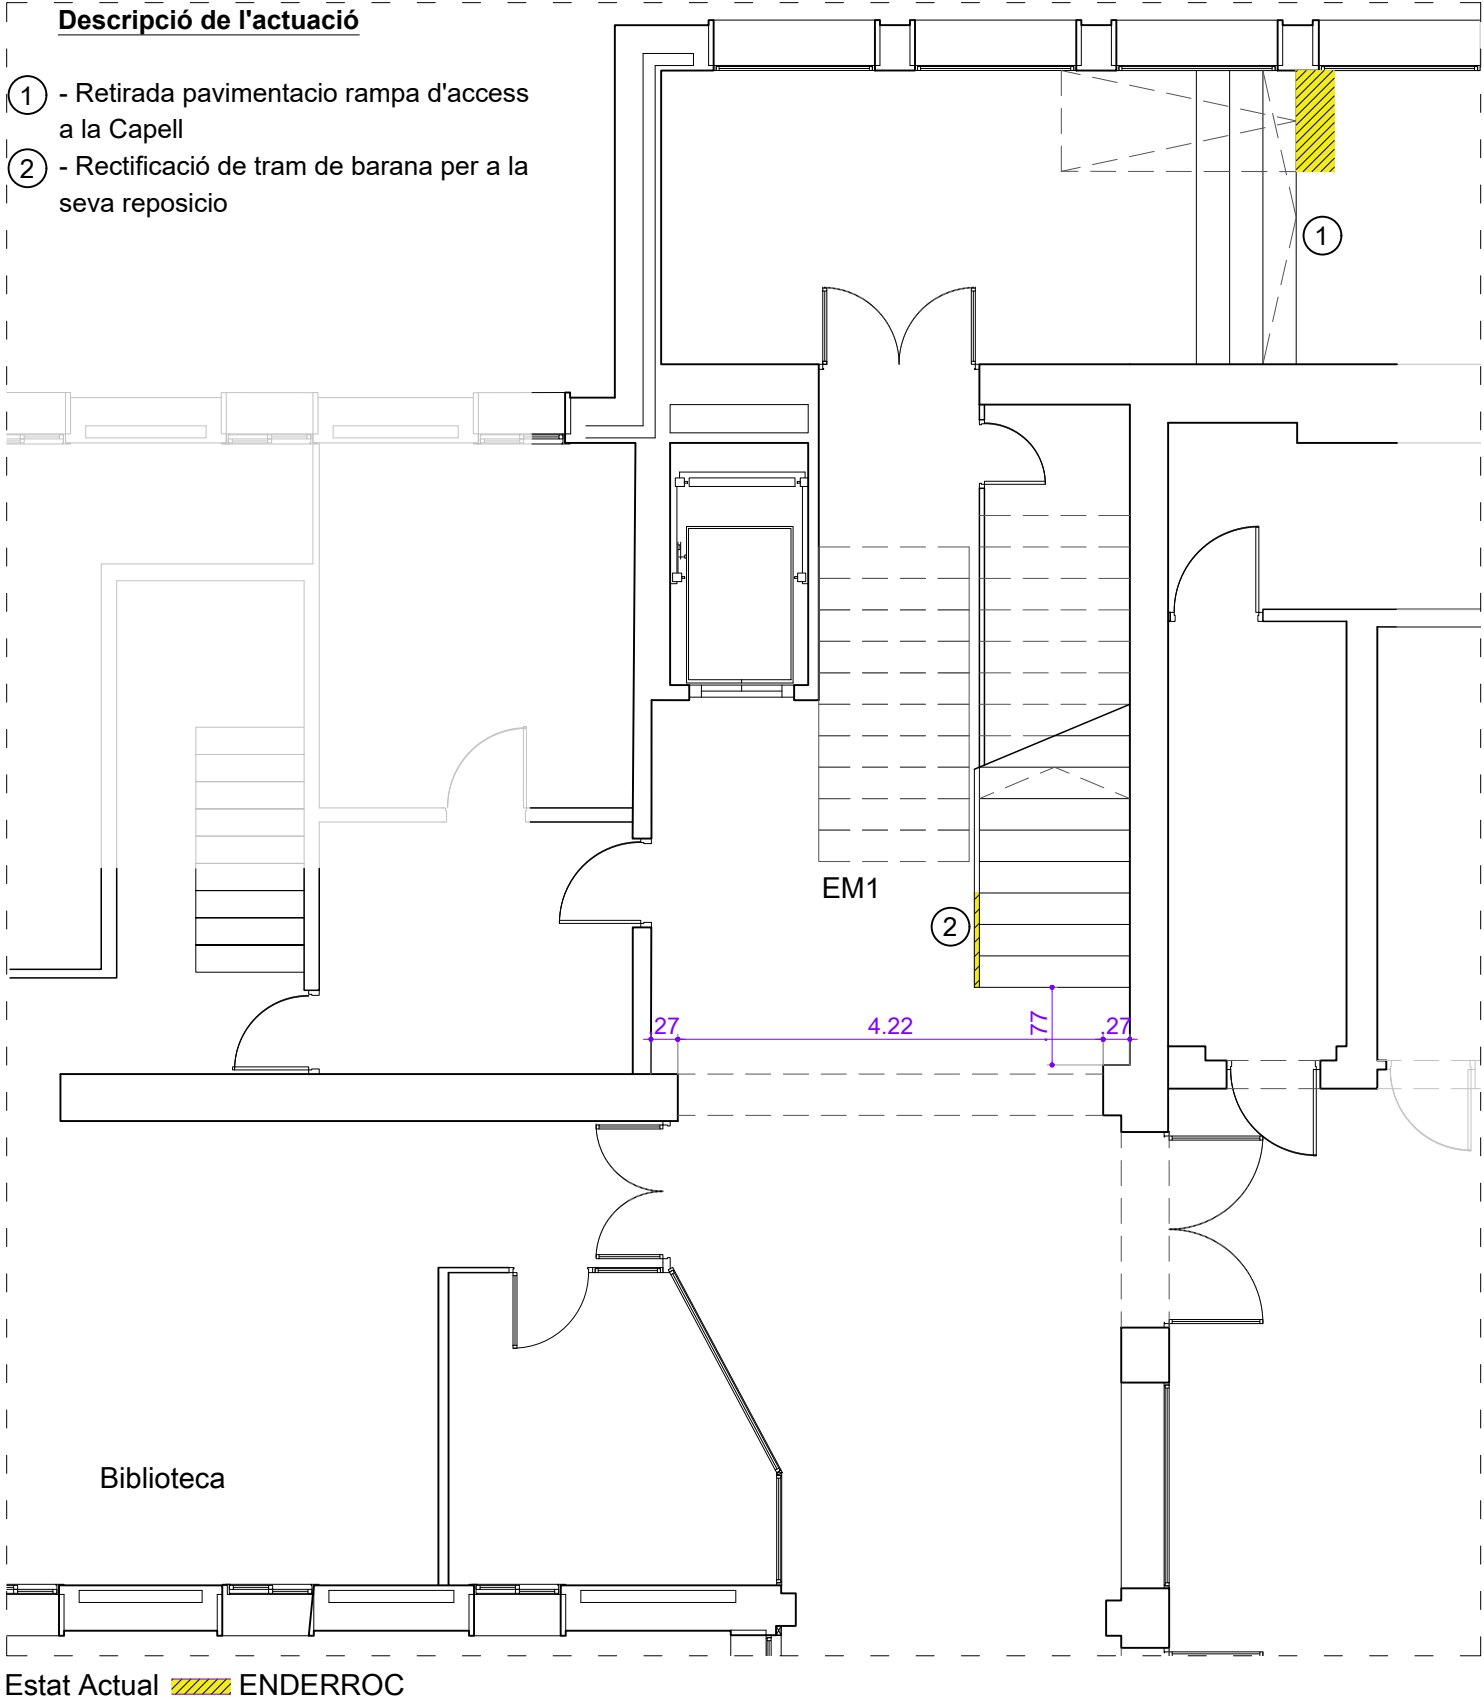 Descripció de l'actuació
1 - Retirada pavimentacio rampa d'access
a la Capell
2 - Rectificació de tram de barana per a la
seva reposicio
1
EM1
2
.27 4.22 .77 .27
Biblioteca
Estat Actual ENDERROC